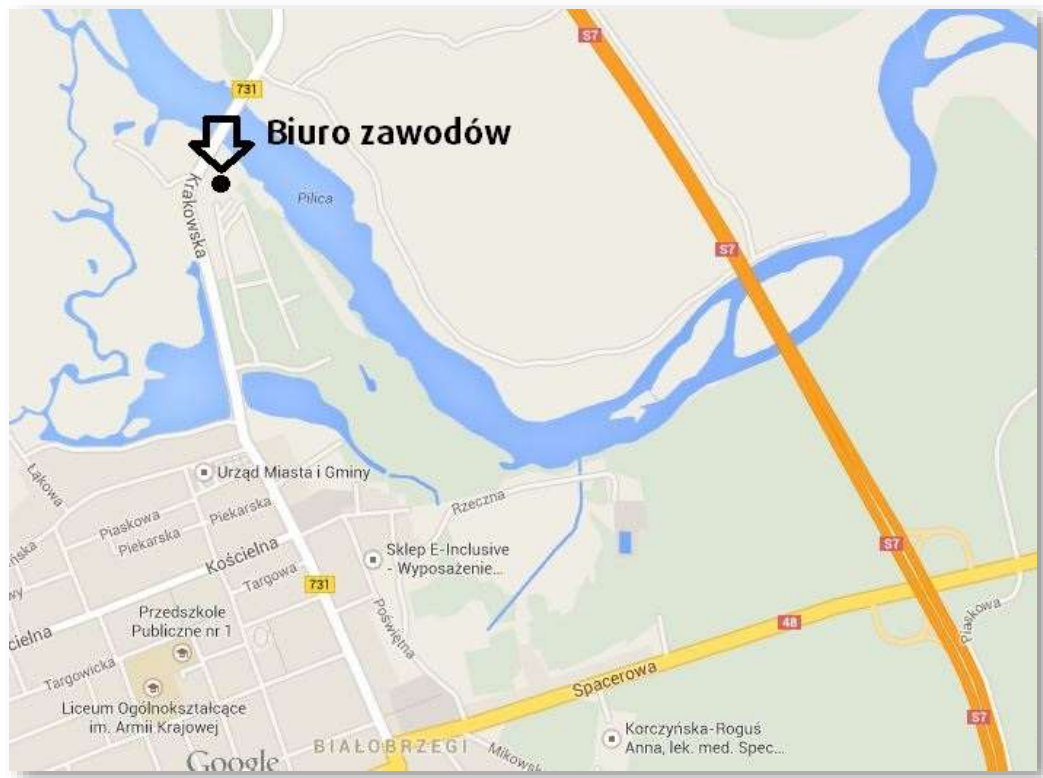 S7
731
Biuro zawodów
Krakowska
Pilica
S7
Urząd Miasta i Gminy
Łąkowa
Rzeczna
Piaskowa
Piekarska
Piekarska
Kościelna
Sklep E-Inclusive
- Wyposażenie...
S7
Targowa
731
Przedszkole
Publiczne nr 1
Poświętna
48
Piaskowa
cielna
Targowicka
Spacerowa
Liceum Ogólnokształcące
im. Armii Krajowej
S7
Korczyńska-Roguś
Anna, lek. med. Spec...
BIAŁOBRZEGI
Google